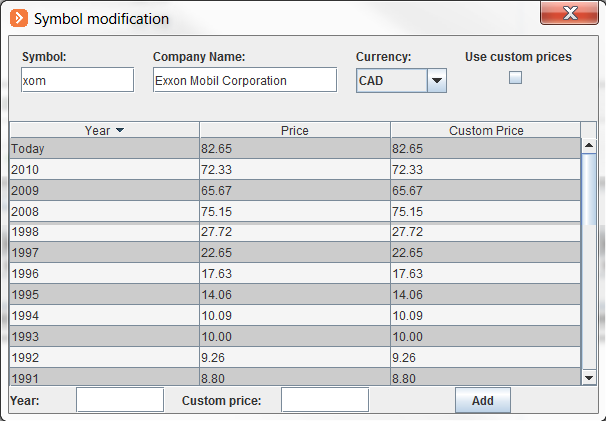 Symbol modification
Symbol: Company Name: Currency: Use custom prices
xom Exxon Mobil Corporation CAD
Year Price Custom Price
Today 82.65 82.65
2010 72.33 72.33
2009 65.67 65.67
2008 75.15 75.15
1998 27.72 27.72
1997 22.65 22.65
1996 17.63 17.63
1995 14.06 14.06
1994 10.09 10.09
1993 10.00 10.00
1992 9.26 9.26
1991 8.80 8.80
Year: Custom price: Add